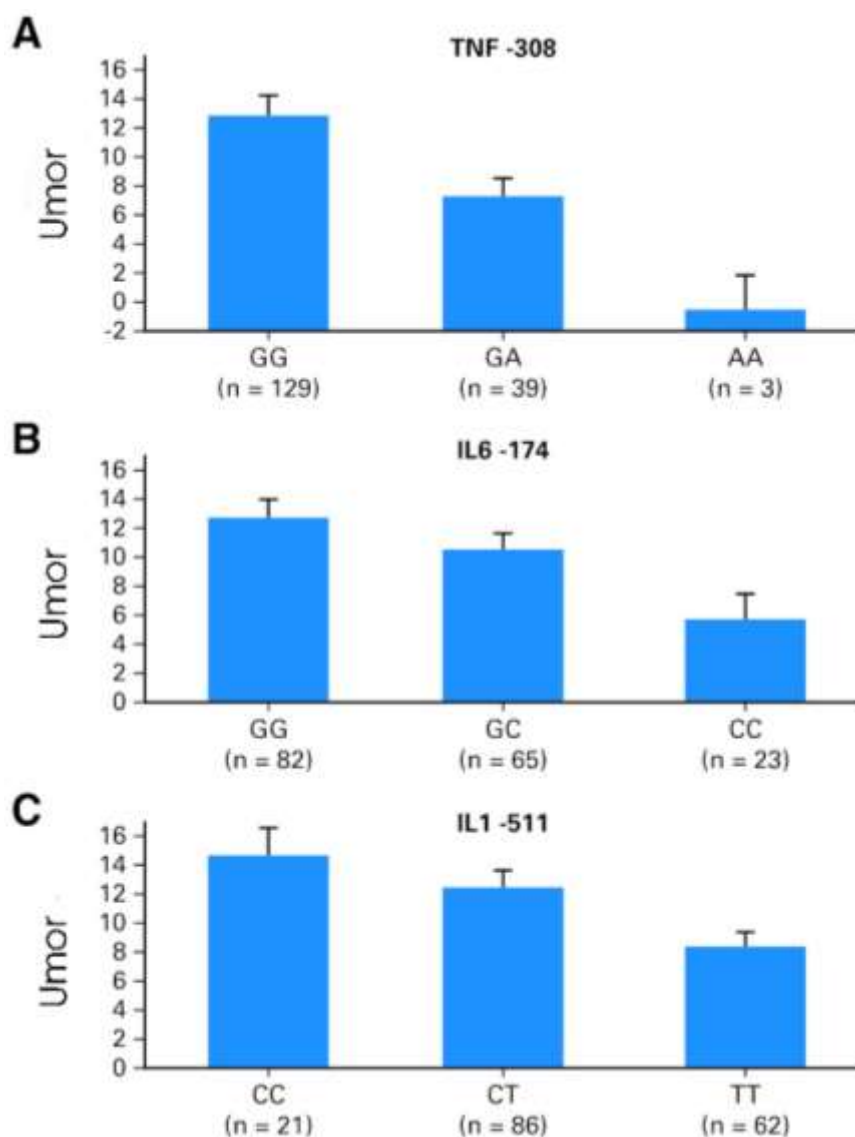 A
TNF -308
16
14
12
10
8
6
4
2
0
-2
Umor
GG GA AA
(n = 129) (n = 39) (n = 3)
B
IL6 -174
16
14
12
10
8
6
4
2
0
Umor
GG GC CC
(n = 82) (n = 65) (n = 23)
C
IL1 -511
16
14
12
10
8
6
4
2
0
Umor
CC CT TT
(n = 21) (n = 86) (n = 62)